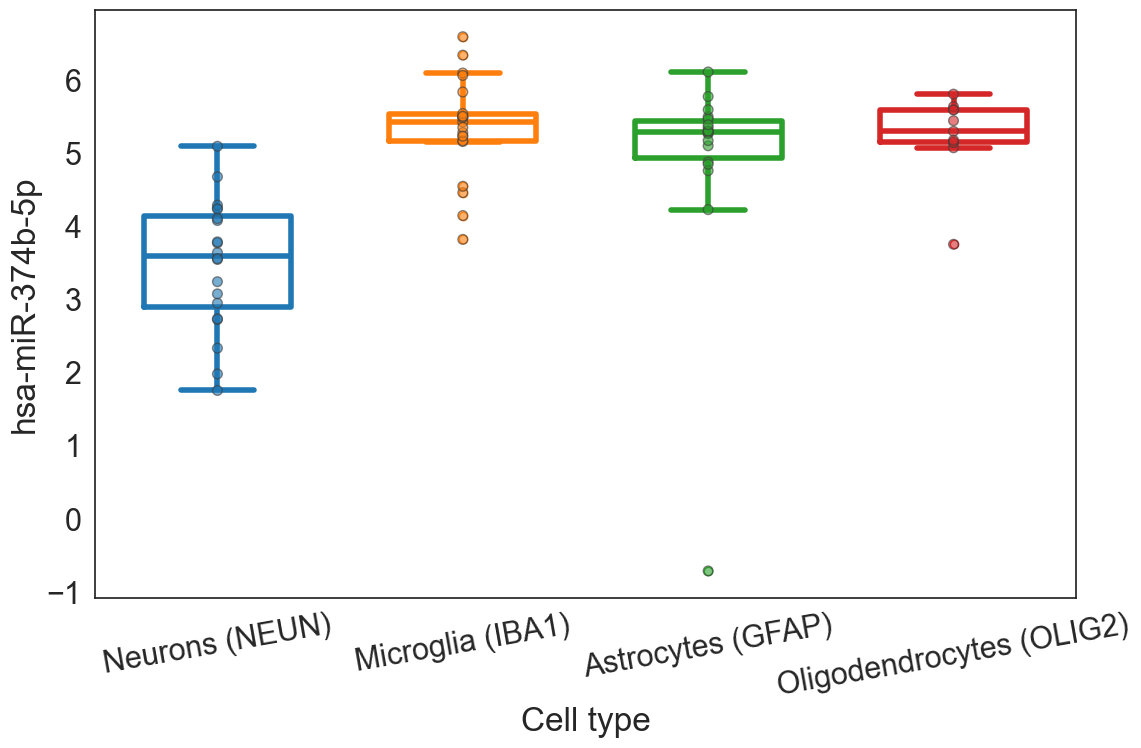 hsa-miR-374b-5p
6
5
4
3
2
1
0
−1
Neurons (NEUN)
Microglia (IBA1)
Astrocytes (GFAP)
Oligodendrocytes (OLIG2)
Cell type